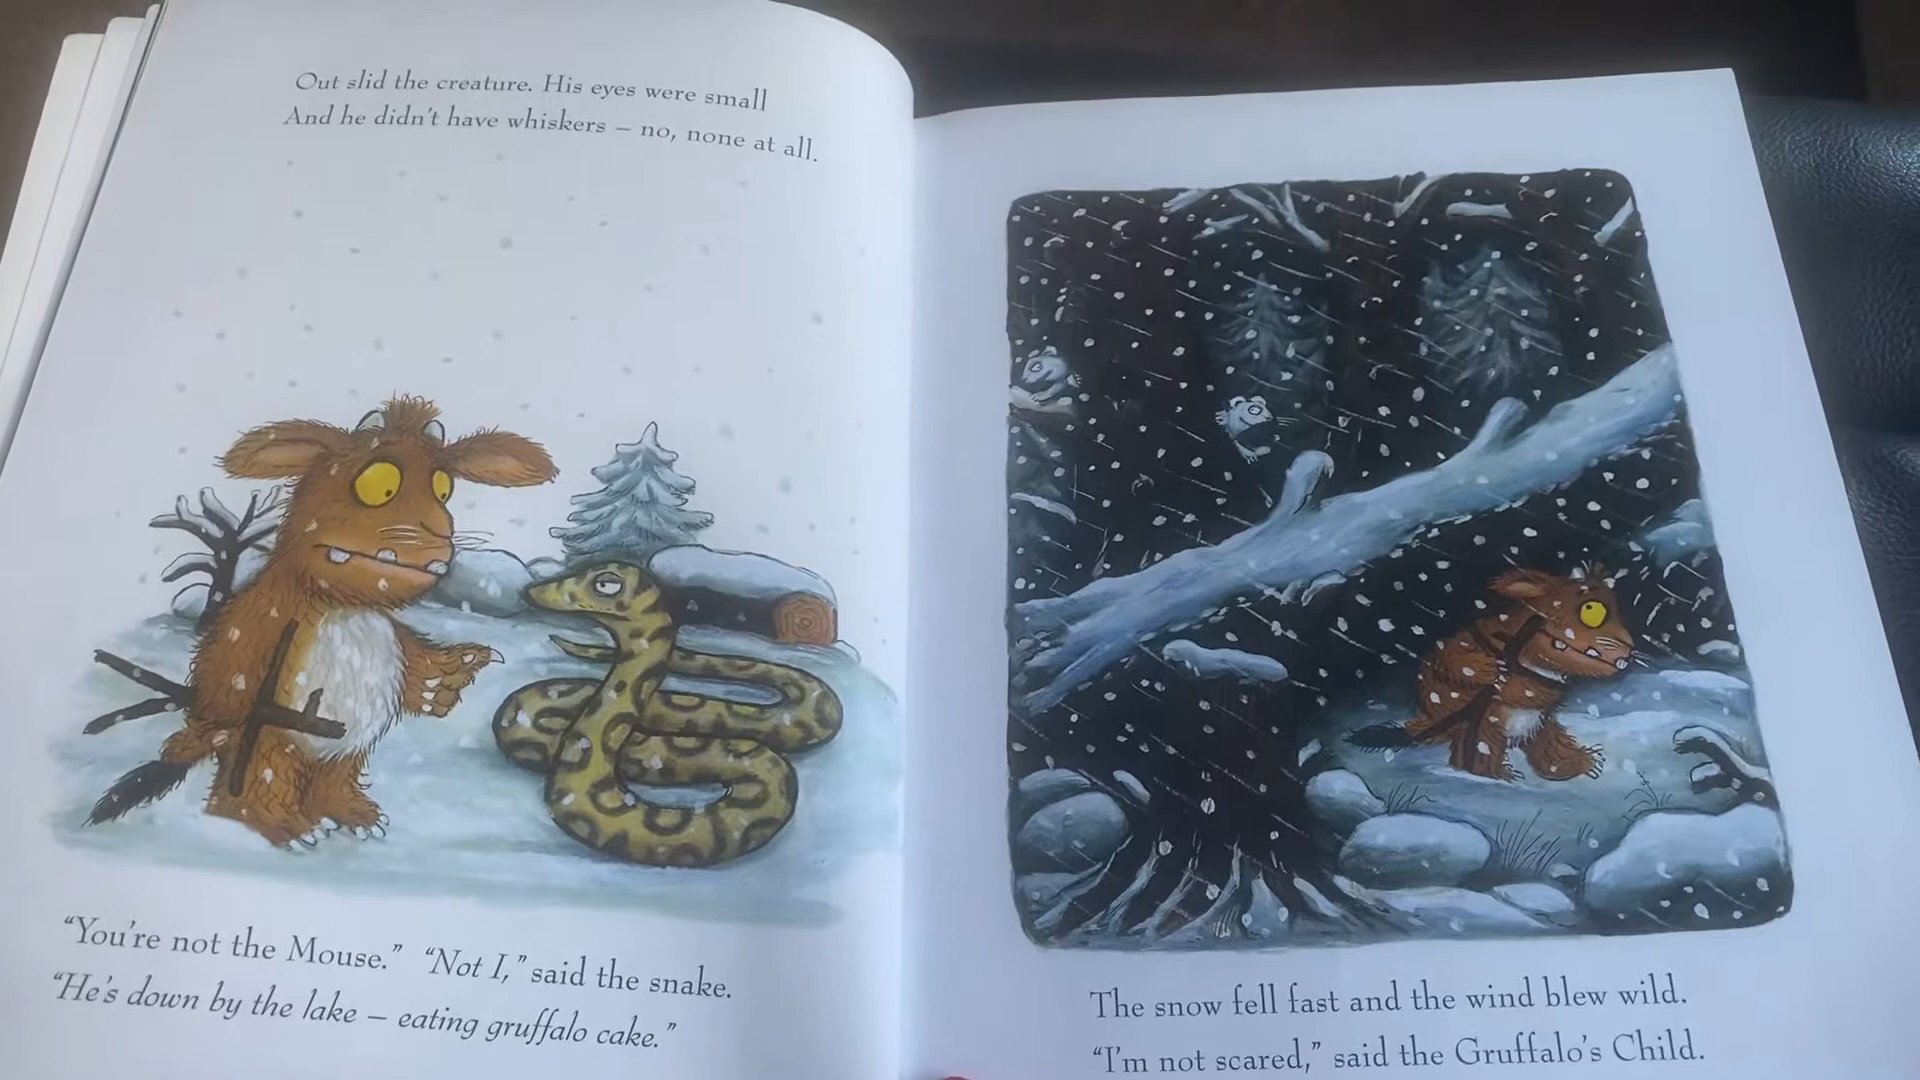 Out slid the creature. His eyes were small
And he didn't have whiskers – no, none at all.
“You're not the Mouse.” “Not I,” said the snake.
“He's down by the lake – eating gruffalo cake.”
The snow fell fast and the wind blew wild.
“I'm not scared,” said the Gruffalo's Child.